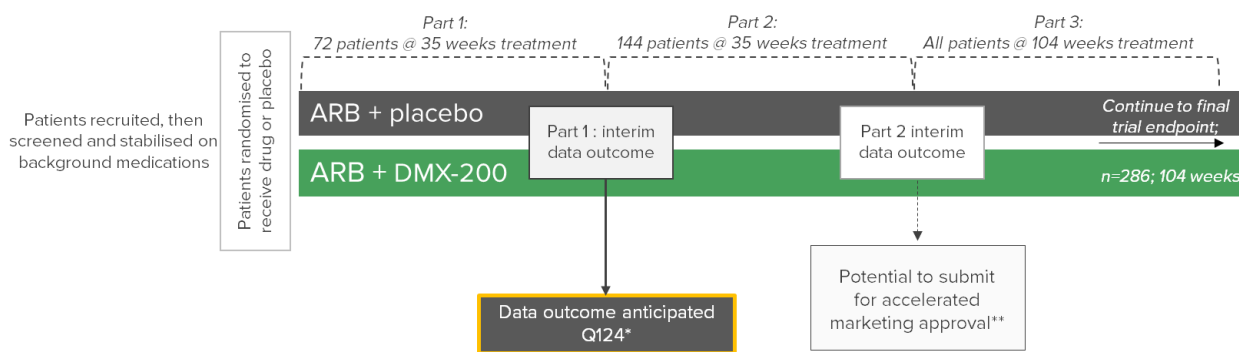 Part 1:
72 patients @ 35 weeks treatment
Part 2:
144 patients @ 35 weeks treatment
Part 3:
All patients @ 104 weeks treatment
Patients recruited, then
screened and stabilised on
background medications
Patients randomised to
receive drug or placebo
ARB + placebo
Part 1 : interim
data outcome
Part 2 interim
data outcome
Continue to final
trial endpoint;
ARB + DMX-200
n=286; 104 weeks
Data outcome anticipated
Q124*
Potential to submit
for accelerated
marketing approval**